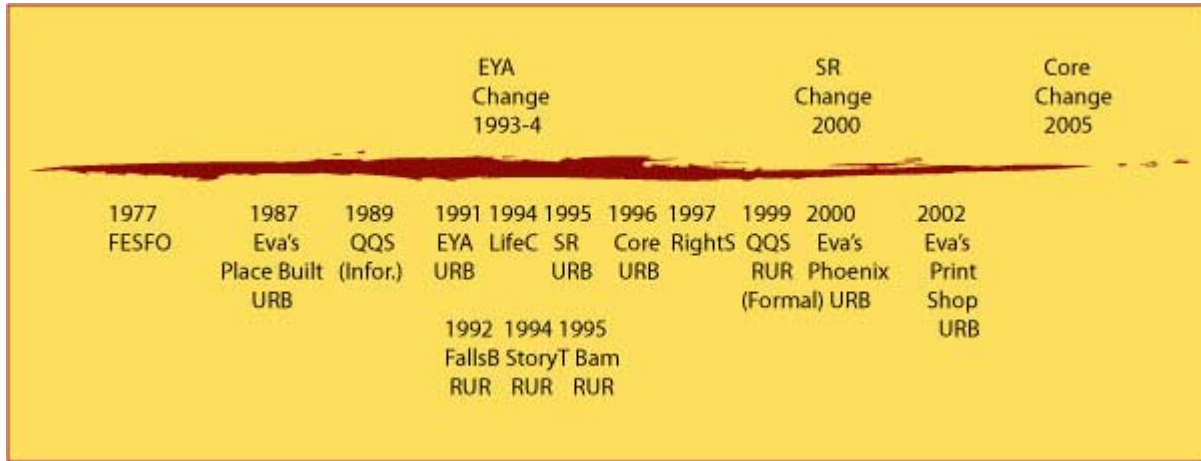 EYA
Change
1993-4
SR
Change
2000
Core
Change
2005
1977
FESFO
1987
Eva's
Place Built
URB
1989
QQS
(Infor.)
1991
EYA
URB
1994
LifeC
1995
SR
URB
1996
Core
URB
1997
RightS
1999
QQS
RUR
(Formal)
2000
Eva's
Phoenix
URB
2002
Eva's
Print
Shop
URB
1992
FallsB
RUR
1994
StoryT
RUR
1995
Bam
RUR